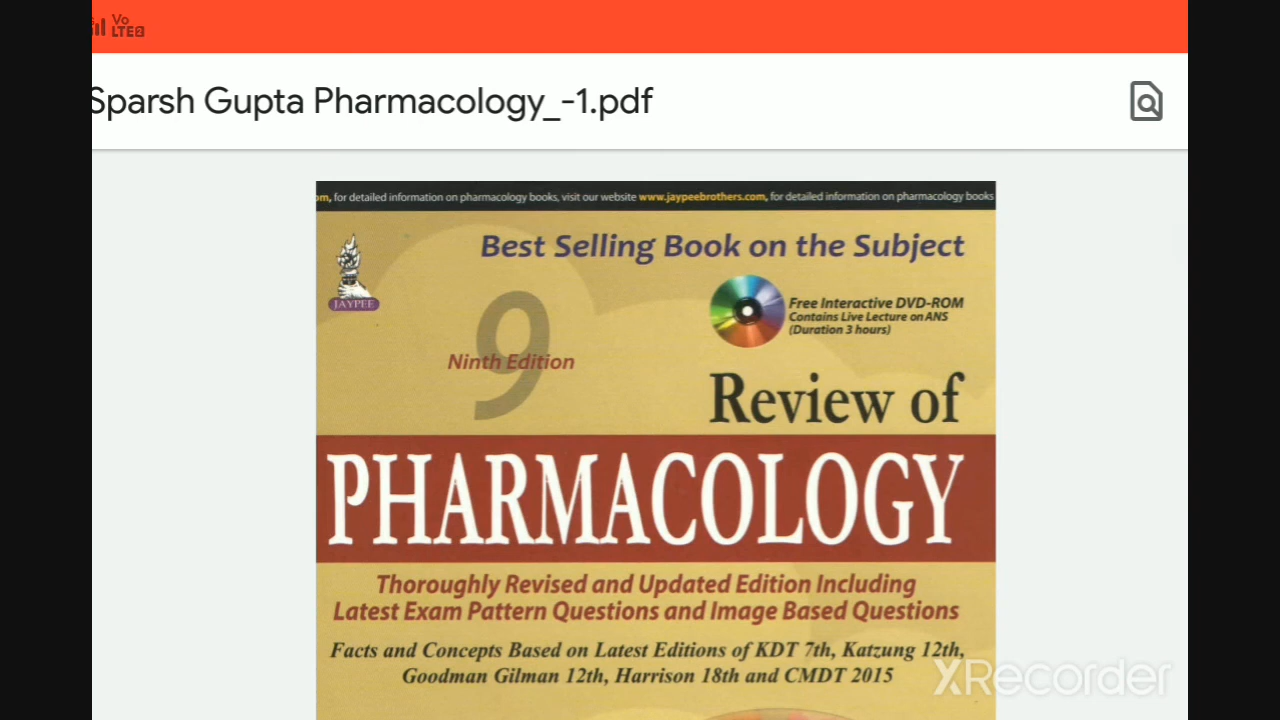 Vo
LTE2
Sparsh Gupta Pharmacology_-1.pdf
om, for detailed information on pharmacology books, visit our website www.jaypeebrothers.com, for detailed information on pharmacology books
Best Selling Book on the Subject
JAYPEE
Free Interactive DVD-ROM
Contains Live Lecture on ANS
(Duration 3 hours)
9
Ninth Edition
Review of
PHARMACOLOGY
Thoroughly Revised and Updated Edition Including
Latest Exam Pattern Questions and Image Based Questions
Facts and Concepts Based on Latest Editions of KDT 7th, Katzung 12th,
Goodman Gilman 12th, Harrison 18th and CMDT 2015
XRecorder